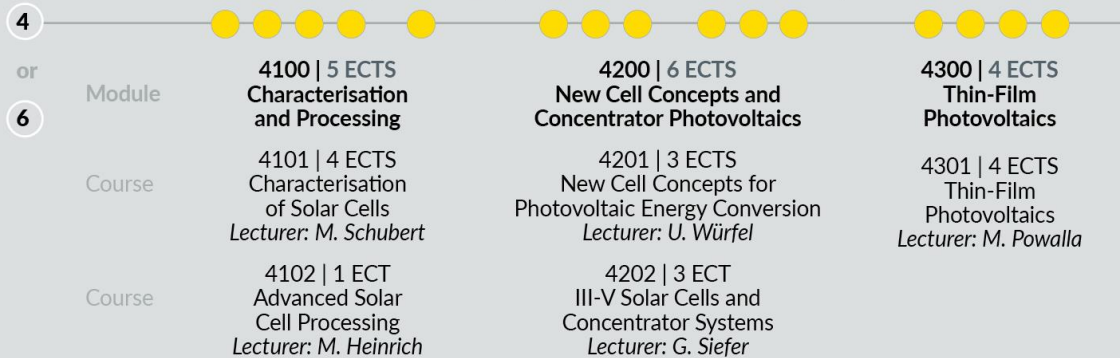 4
or
6
Module
4100 | 5 ECTS
Characterisation
and Processing
4200 | 6 ECTS
New Cell Concepts and
Concentrator Photovoltaics
4300 | 4 ECTS
Thin-Film
Photovoltaics
Course
4101 | 4 ECTS
Characterisation
of Solar Cells
Lecturer: M. Schubert
4201 | 3 ECTS
New Cell Concepts for
Photovoltaic Energy Conversion
Lecturer: U. Würfel
4301 | 4 ECTS
Thin-Film
Photovoltaics
Lecturer: M. Powalla
Course
4102 | 1 ECT
Advanced Solar
Cell Processing
Lecturer: M. Heinrich
4202 | 3 ECT
III-V Solar Cells and
Concentrator Systems
Lecturer: G. Siefer